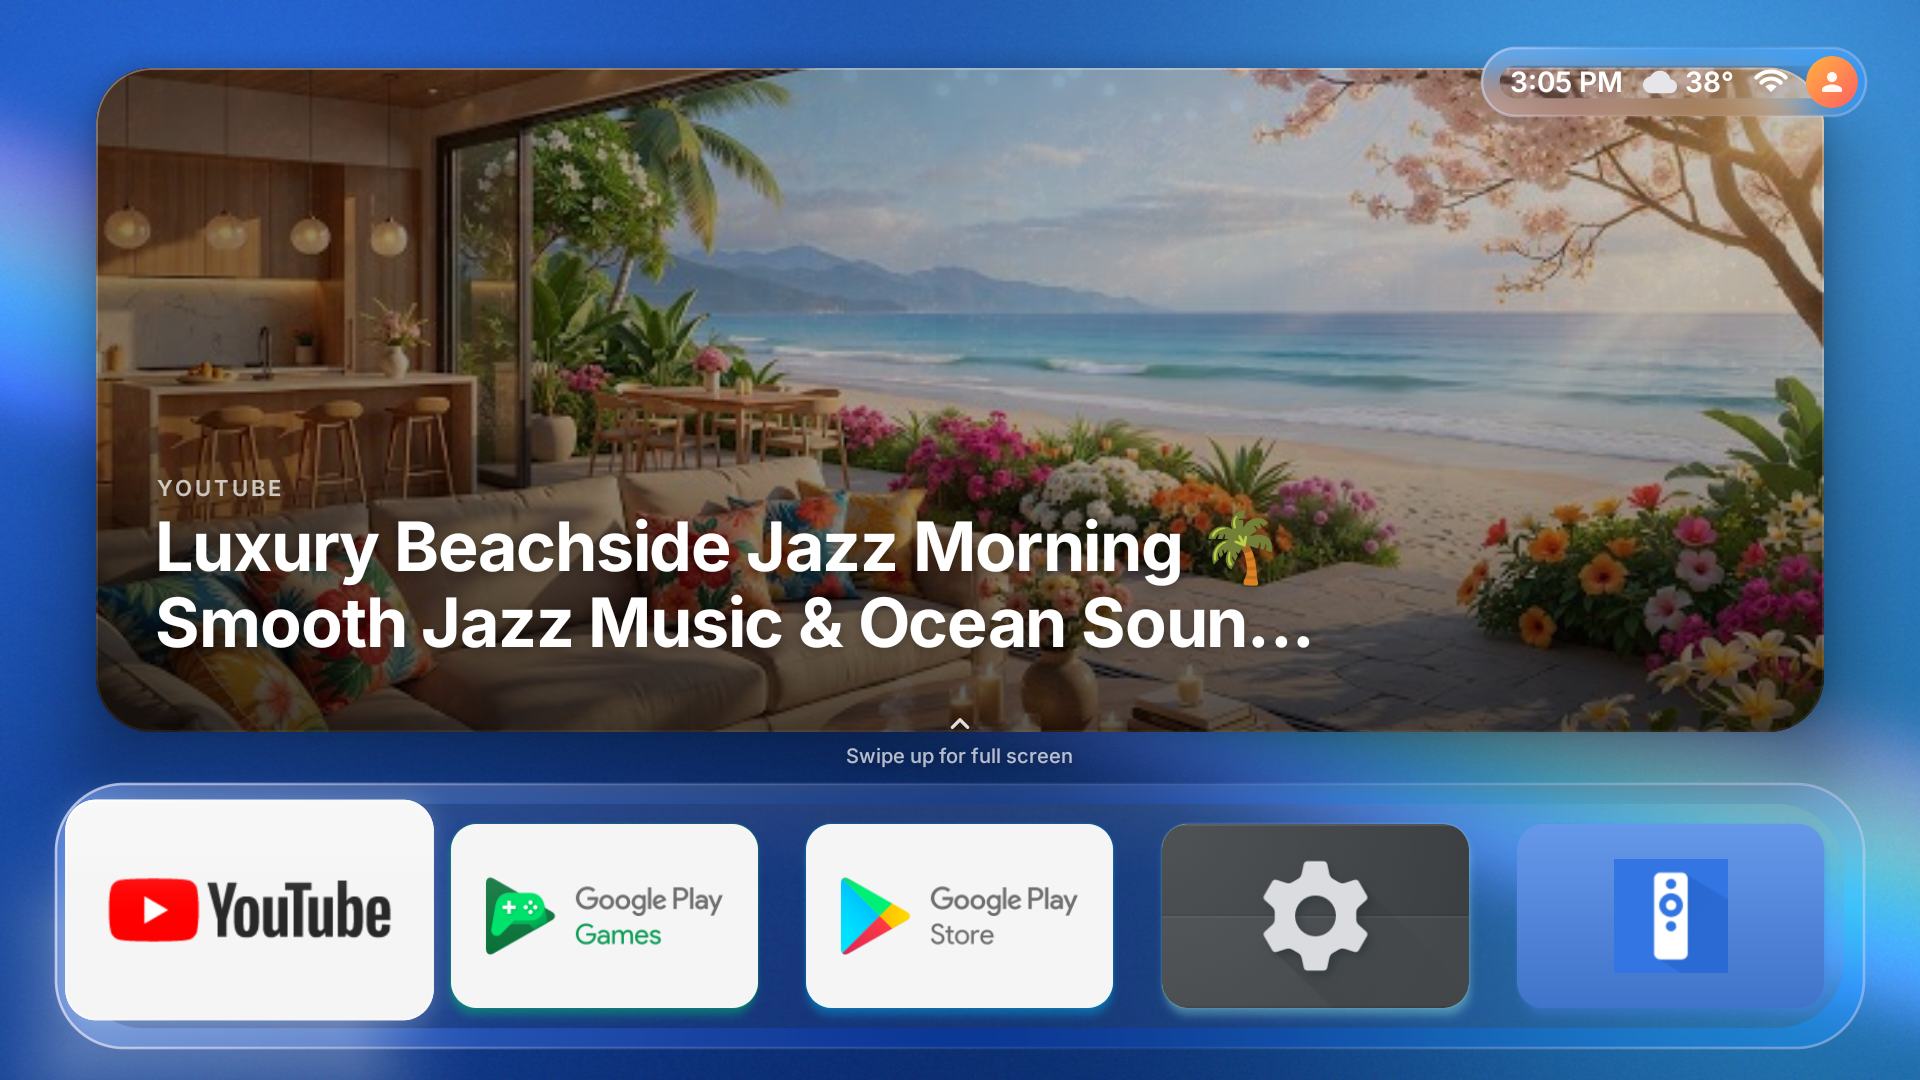 3:05 PM 38°
YOUTUBE
Luxury Beachside Jazz Morning 🌴
Smooth Jazz Music & Ocean Soun...
Swipe up for full screen
YouTube
Google Play
Games
Google Play
Store